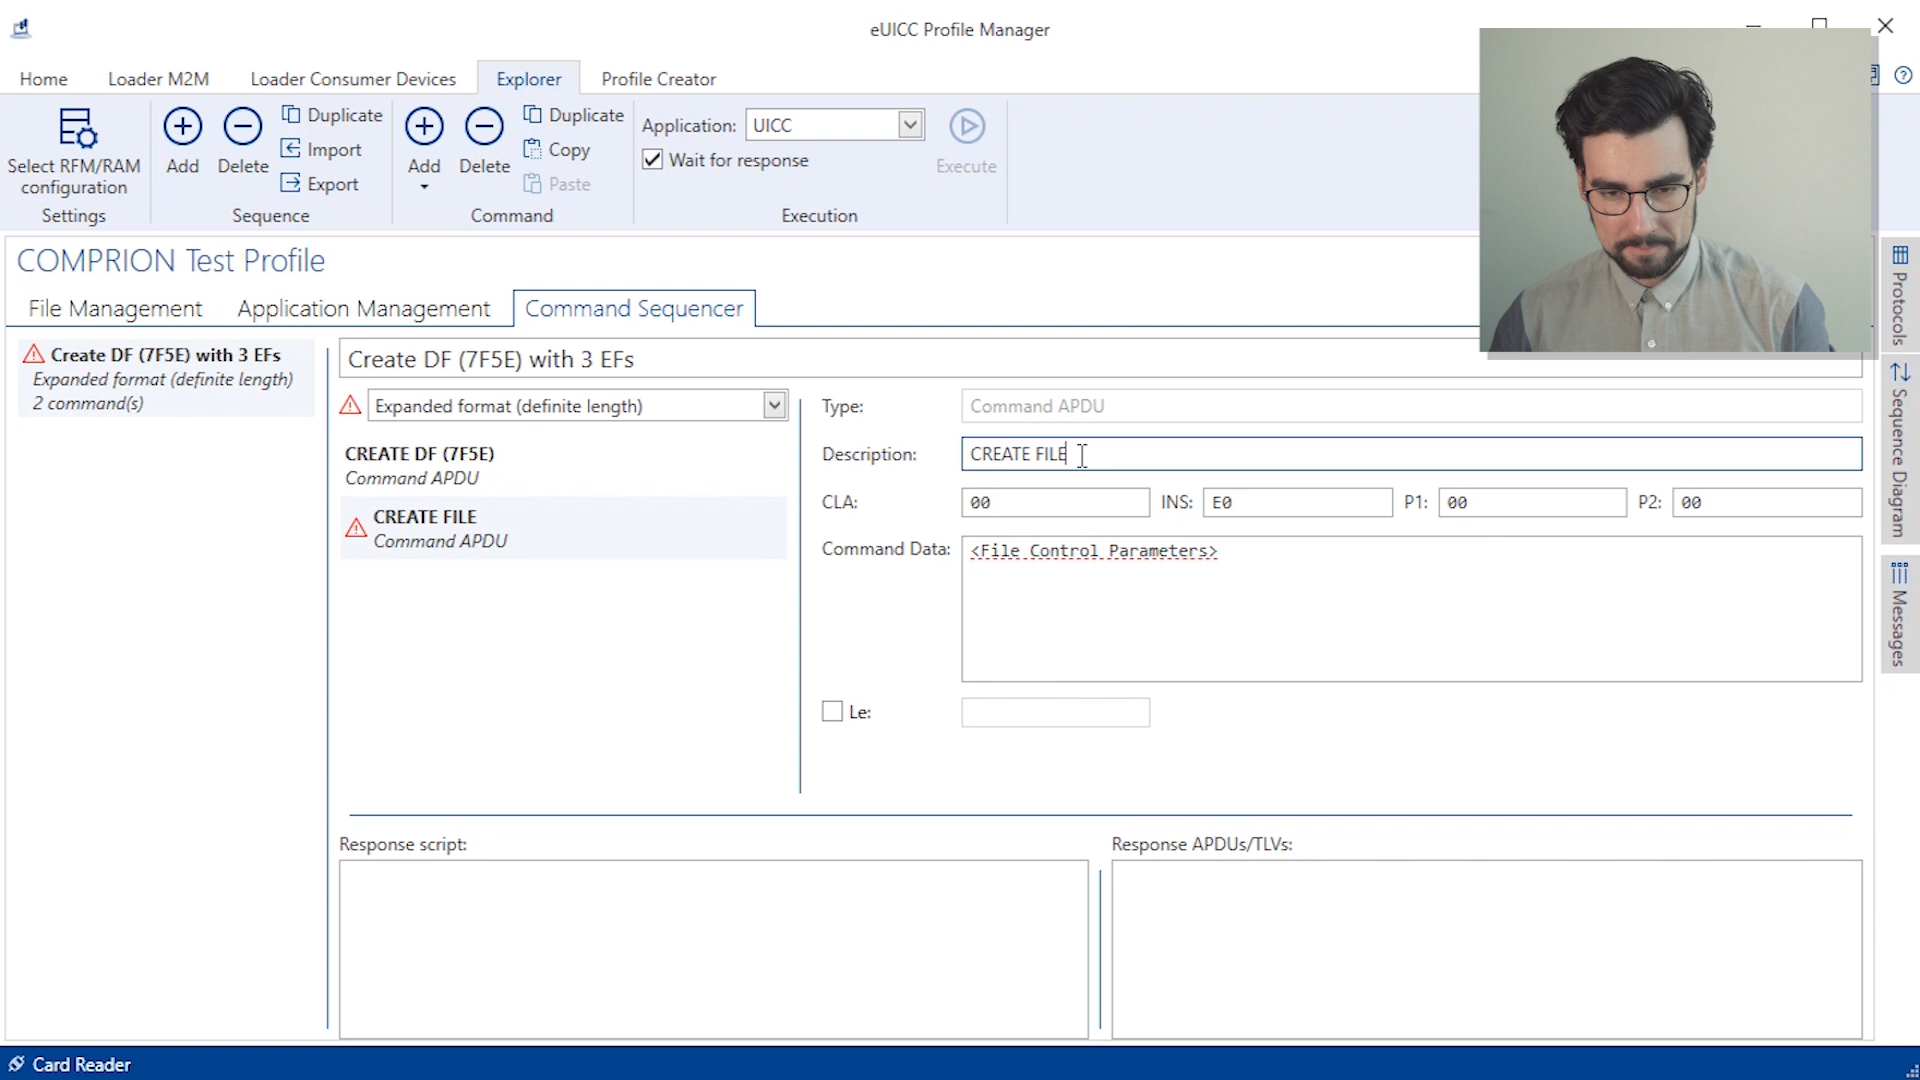 eUICC Profile Manager
Home
Loader M2M
Loader Consumer Devices
Explorer
Profile Creator
Select RFM/RAM
configuration
Settings
Add
Delete
Duplicate
Import
Export
Sequence
Add
Delete
Duplicate
Copy
Paste
Command
Application:
UICC
Wait for response
Execute
Execution
COMPRION Test Profile
File Management
Application Management
Command Sequencer
Create DF (7F5E) with 3 EFs
Expanded format (definite length)
2 command(s)
Create DF (7F5E) with 3 EFs
Expanded format (definite length)
CREATE DF (7F5E)
Command APDU
CREATE FILE
Command APDU
Type:
Command APDU
Description:
CREATE FILE
CLA:
00
INS:
E0
P1:
00
P2:
00
Command Data:
<File Control Parameters>
Le:
Response script:
Response APDUs/TLVs:
Protocols
Sequence Diagram
Messages
Card Reader